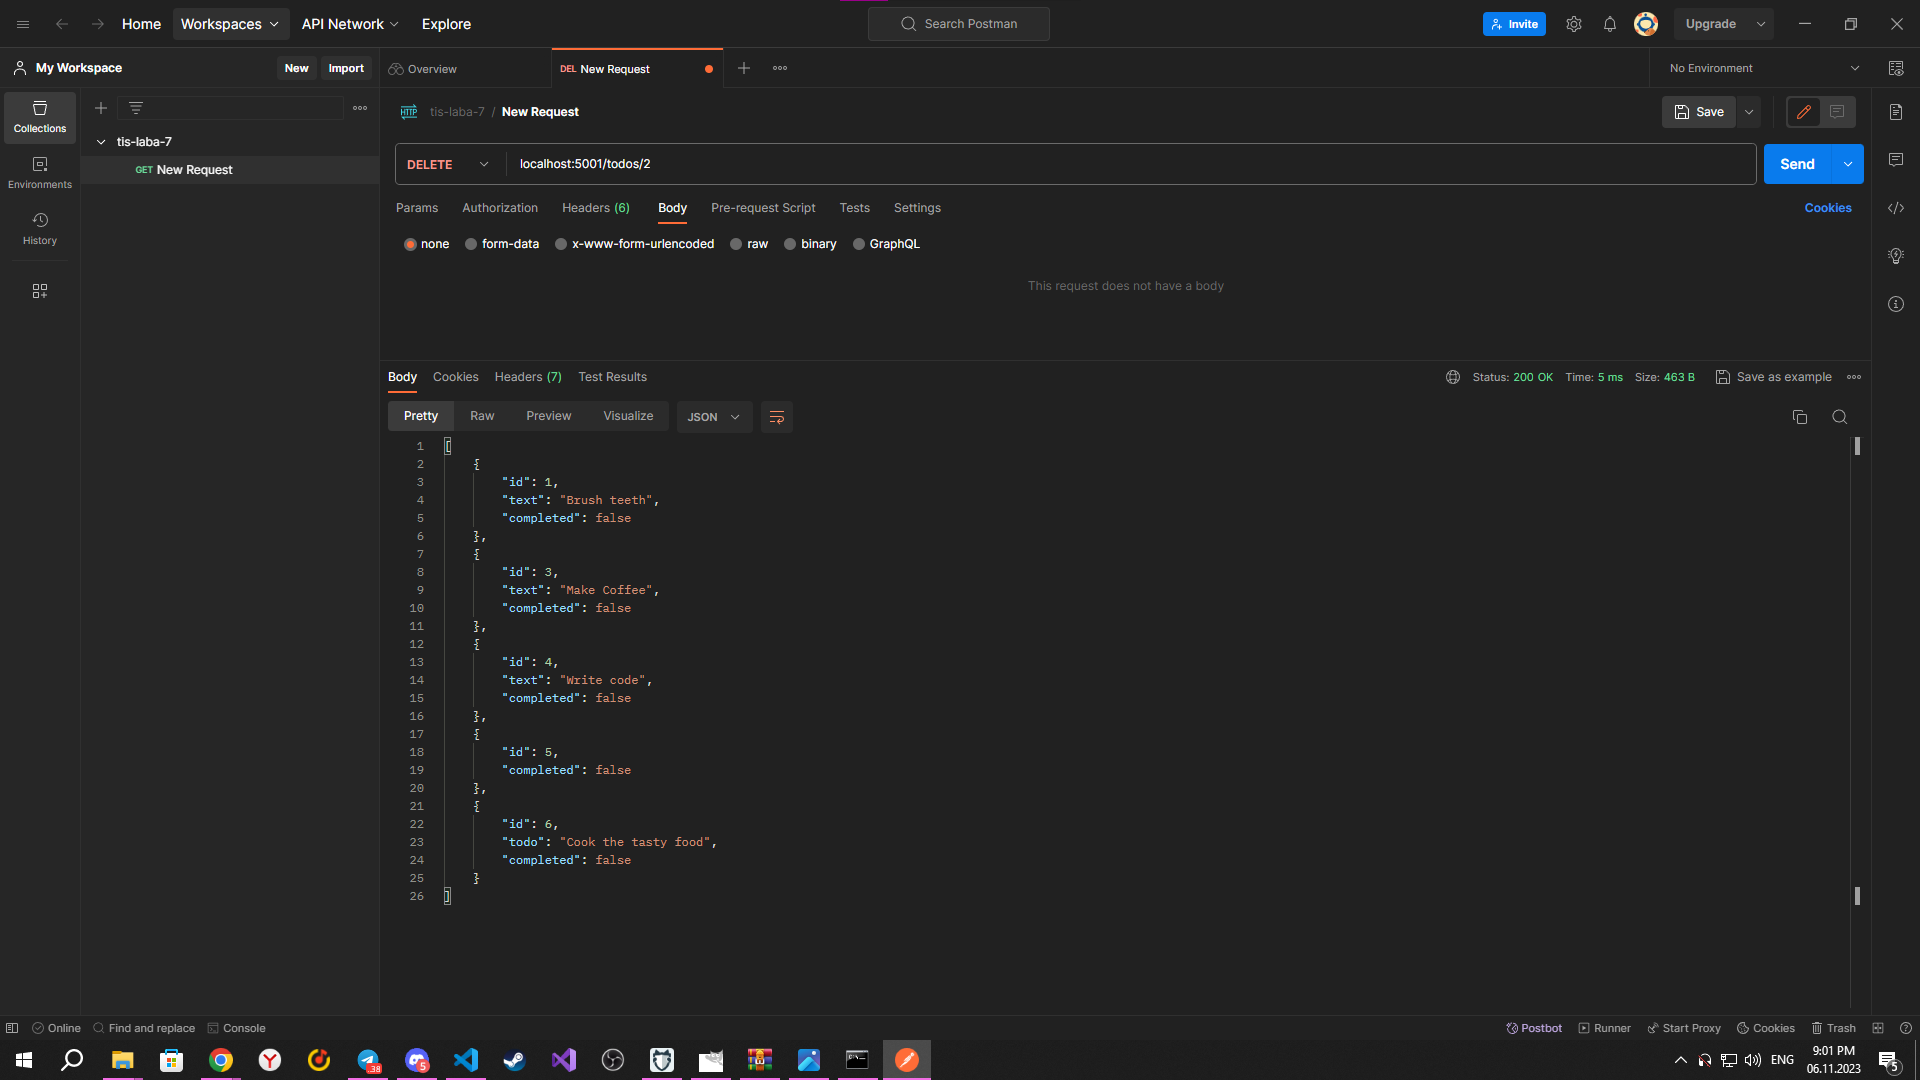 Home Workspaces API Network Explore Search Postman Invite Upgrade
My Workspace New Import Overview DEL New Request No Environment
Collections
Environments
History
tis-laba-7
GET New Request
HTTP tis-laba-7 / New Request Save
DELETE localhost:5001/todos/2 Send
Params Authorization Headers (6) Body Pre-request Script Tests Settings Cookies
none form-data x-www-form-urlencoded raw binary GraphQL
This request does not have a body
Body Cookies Headers (7) Test Results Status: 200 OK Time: 5 ms Size: 463 B Save as example
Pretty Raw Preview Visualize JSON
1 [
2 {
3 "id": 1,
4 "text": "Brush teeth",
5 "completed": false
6 },
7 {
8 "id": 3,
9 "text": "Make Coffee",
10 "completed": false
11 },
12 {
13 "id": 4,
14 "text": "Write code",
15 "completed": false
16 },
17 {
18 "id": 5,
19 "completed": false
20 },
21 {
22 "id": 6,
23 "todo": "Cook the tasty food",
24 "completed": false
25 }
26 ]
Online Find and replace Console Postbot Runner Start Proxy Cookies Trash
38 5 ENG 9:01 PM
06.11.2023 5